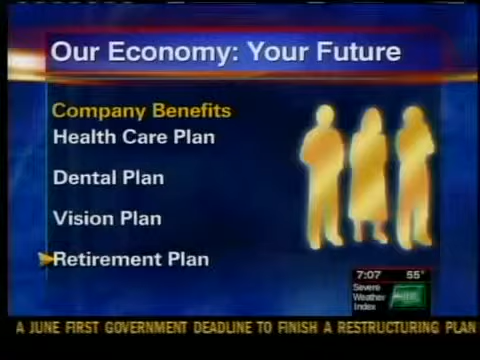 Our Economy: Your Future
Company Benefits
Health Care Plan
Dental Plan
Vision Plan
Retirement Plan
7:07 55°
Severe
Weather
Index
A JUNE FIRST GOVERNMENT DEADLINE TO FINISH A RESTRUCTURING PLAN